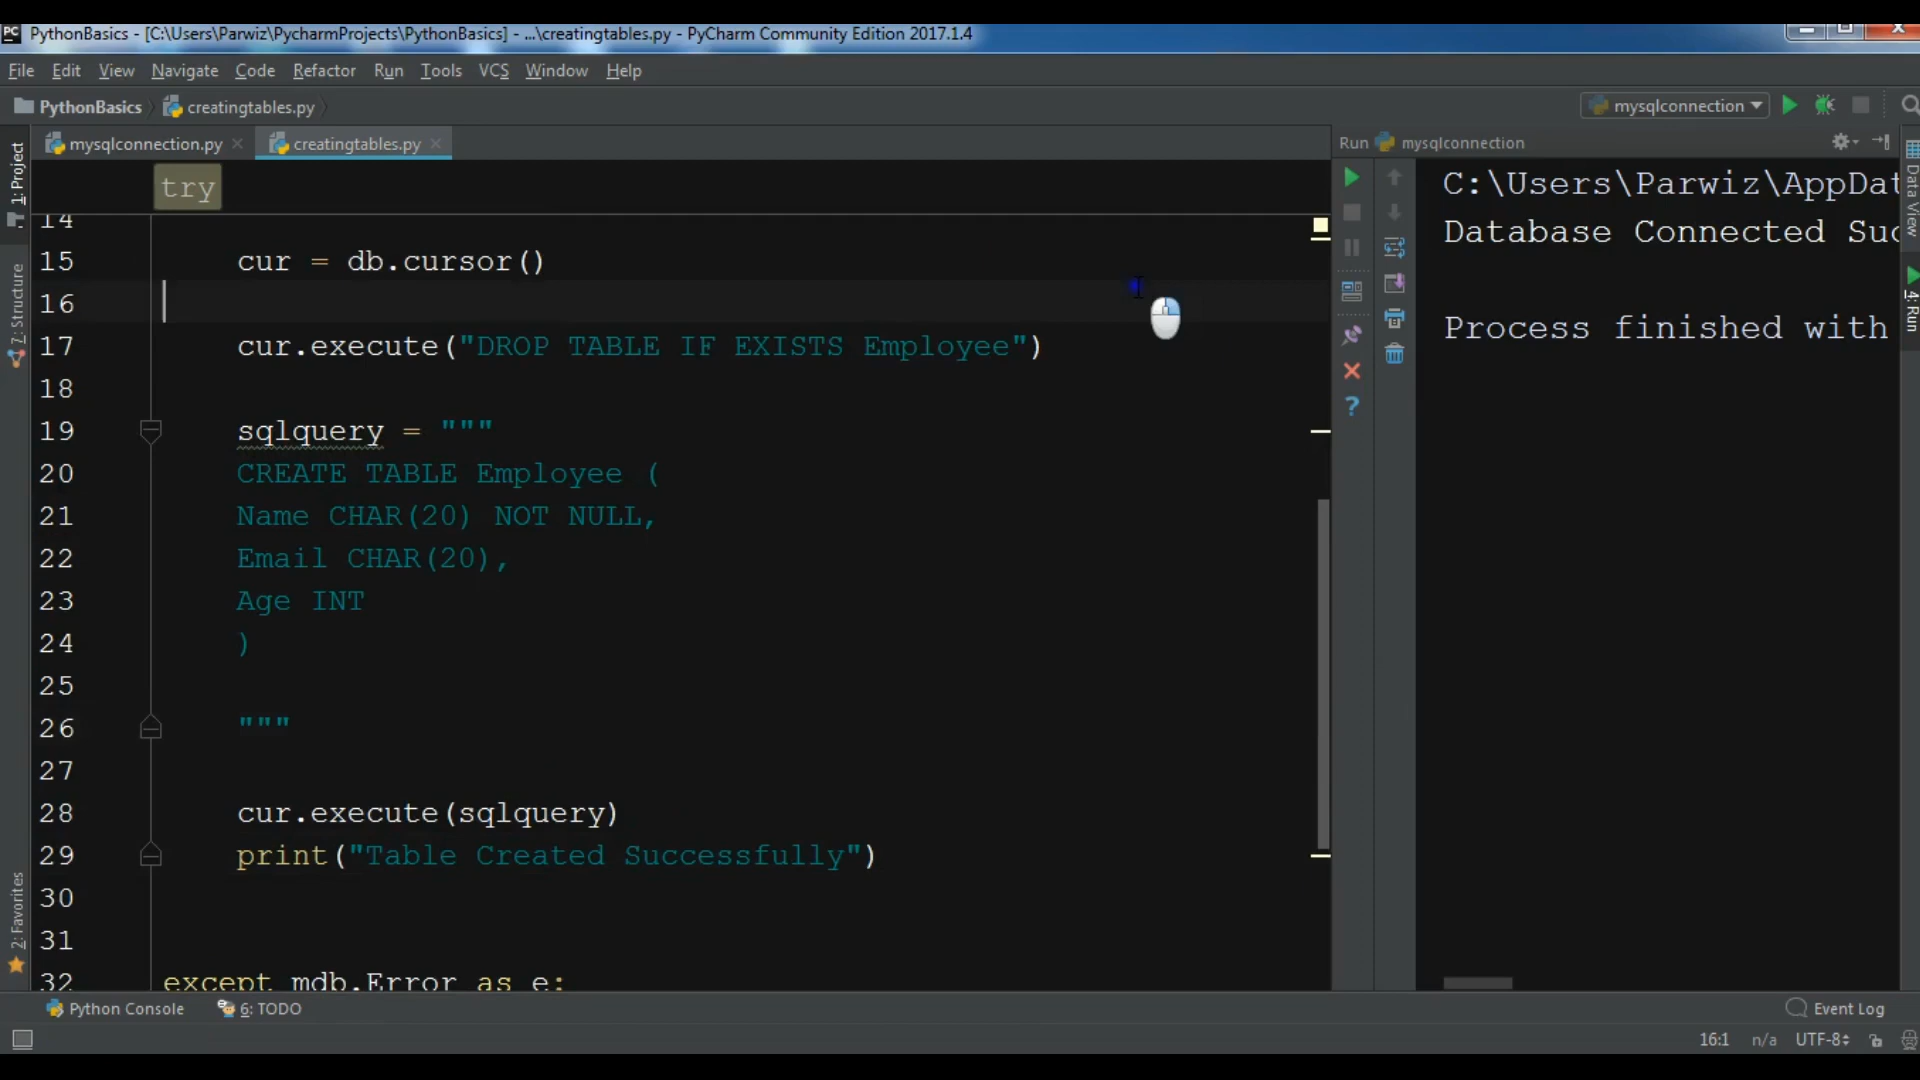 PythonBasics - [C:\Users\Parwiz\PycharmProjects\PythonBasics] - ...\creatingtables.py - PyCharm Community Edition 2017.1.4
File Edit View Navigate Code Refactor Run Tools VCS Window Help
PythonBasics creatingtables.py mysqlconnection
mysqlconnection.py creatingtables.py
Run mysqlconnection
1: Project
7: Structure
2: Favorites
try
14
15 cur = db.cursor()
16
17 cur.execute("DROP TABLE IF EXISTS Employee")
18
19 sqlquery = """
20 CREATE TABLE Employee (
21 Name CHAR(20) NOT NULL,
22 Email CHAR(20),
23 Age INT
24 )
25
26 """
27
28 cur.execute(sqlquery)
29 print("Table Created Successfully")
30
31
32 except mdb.Error as e:
C:\Users\Parwiz\AppDat
Database Connected Suc
Process finished with
Data View
4: Run
Python Console 6: TODO Event Log
16:1 n/a UTF-8